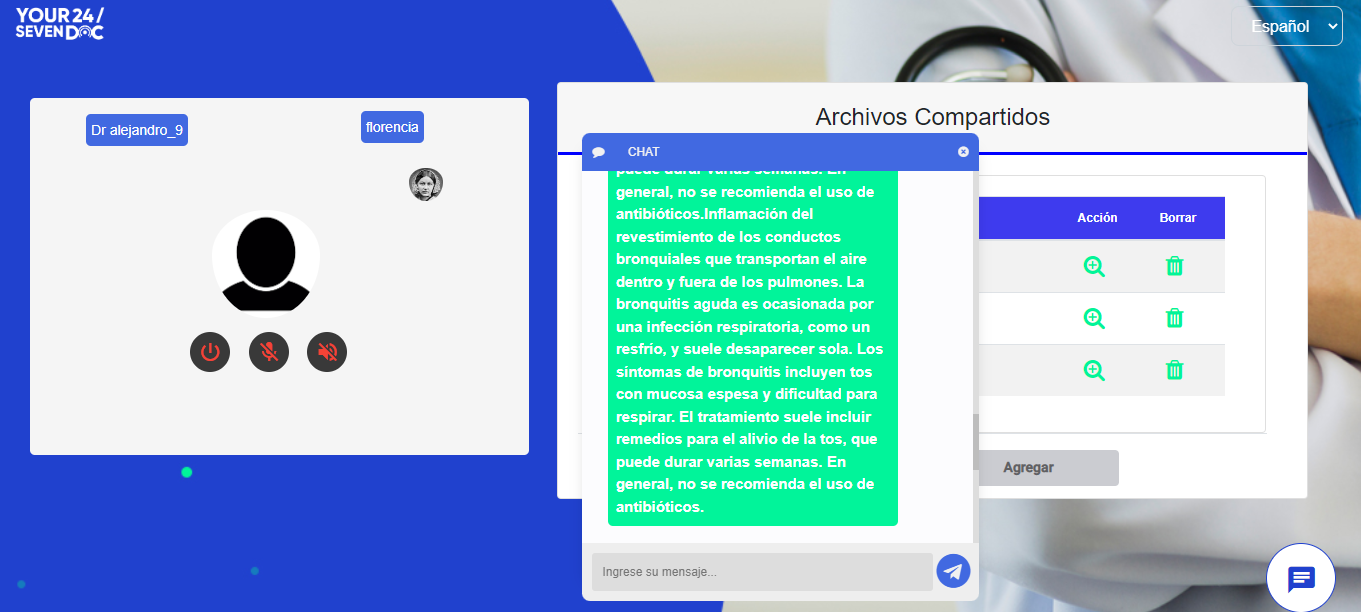 YOUR 24/
SEVEN DOC
Español
Dr alejandro_9
florencia
Archivos Compartidos
CHAT
puede durar varias semanas. En
general, no se recomienda el uso de
antibióticos.Inflamación del
revestimiento de los conductos
bronquiales que transportan el aire
dentro y fuera de los pulmones. La
bronquitis aguda es ocasionada por
una infección respiratoria, como un
resfrío, y suele desaparecer sola. Los
síntomas de bronquitis incluyen tos
con mucosa espesa y dificultad para
respirar. El tratamiento suele incluir
remedios para el alivio de la tos, que
puede durar varias semanas. En
general, no se recomienda el uso de
antibióticos.
Ingrese su mensaje...
Acción Borrar
Agregar